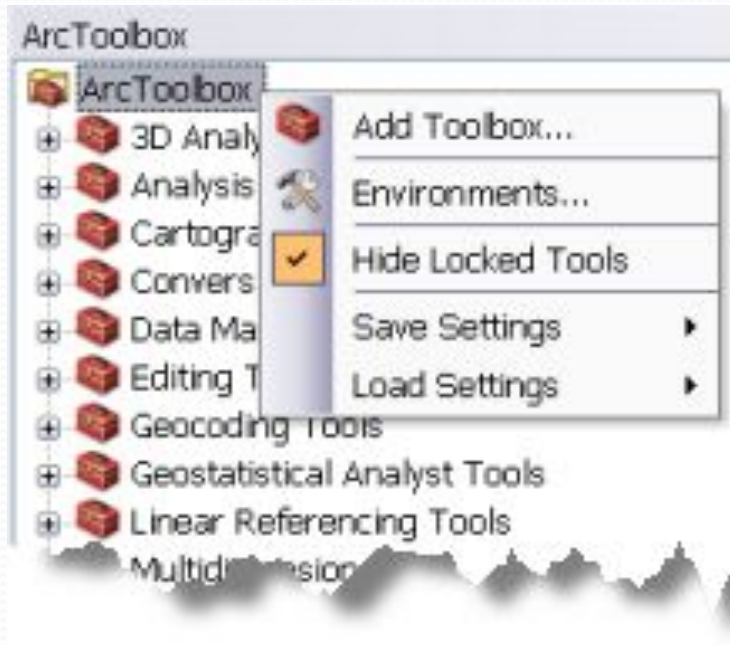 ArcToolbox
ArcToolbox
3D Analy
Analysis
Cartogra
Convers
Data Ma
Editing T
Geocoding Tools
Geostatistical Analyst Tools
Linear Referencing Tools
Add Toolbox...
Environments...
Hide Locked Tools
Save Settings
Load Settings